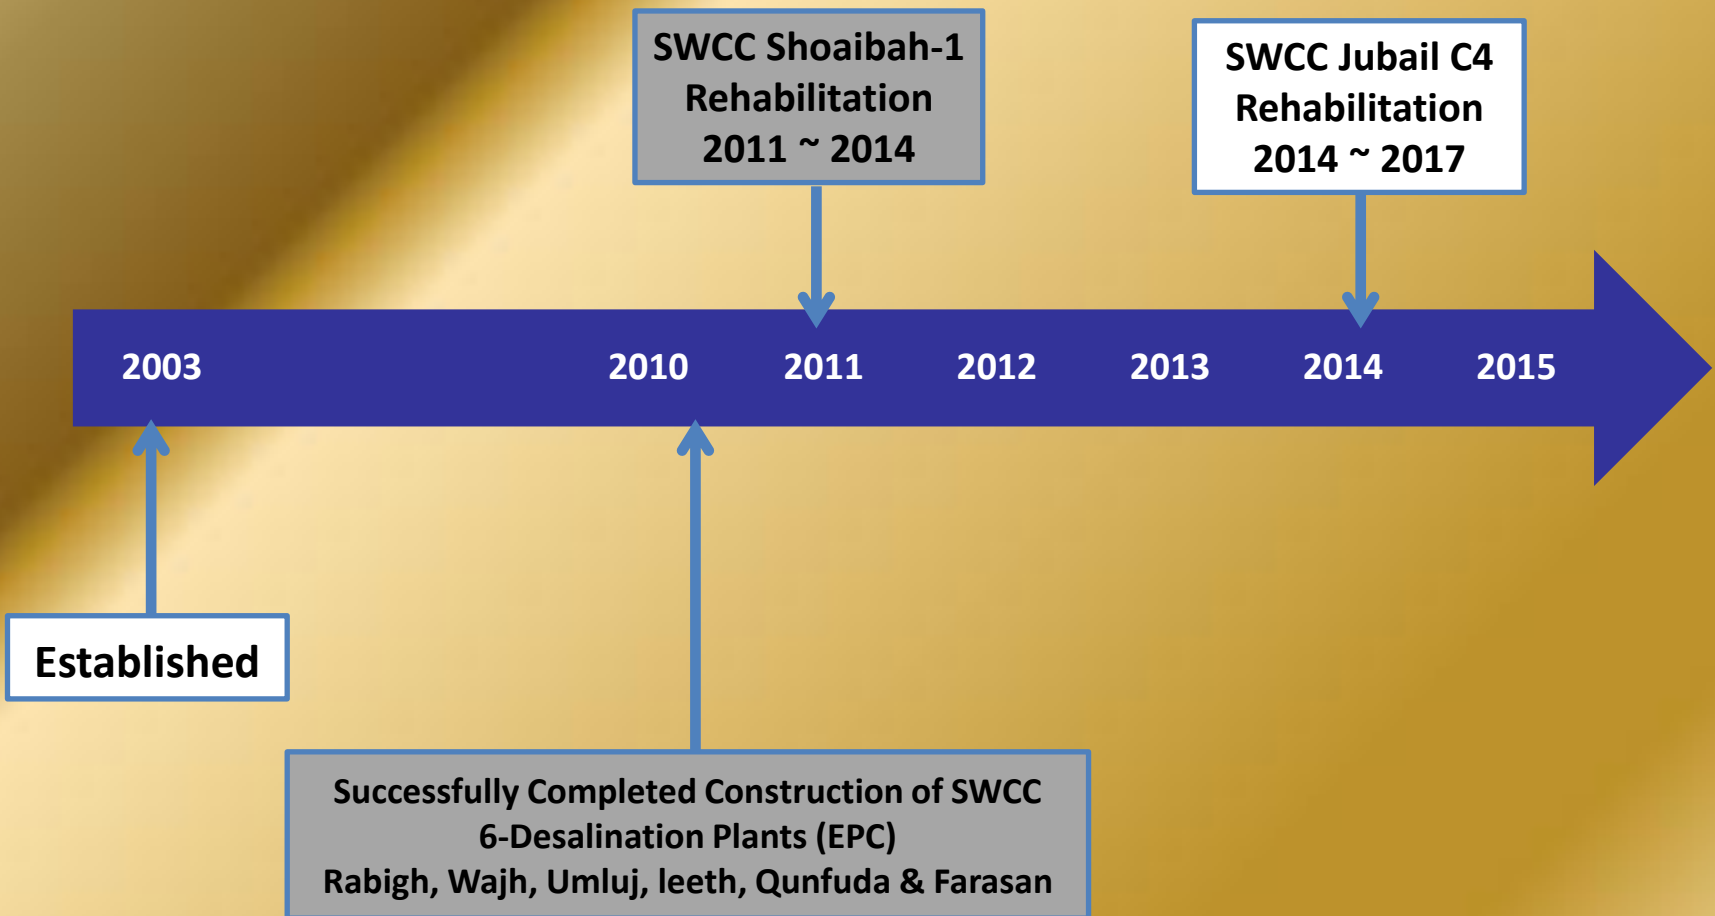 SWCC Shoaibah-1
Rehabilitation
2011 ~ 2014
SWCC Jubail C4
Rehabilitation
2014 ~ 2017
2003 2010 2011 2012 2013 2014 2015
Established
Successfully Completed Construction of SWCC
6-Desalination Plants (EPC)
Rabigh, Wajh, Umluj, leeth, Qunfuda & Farasan